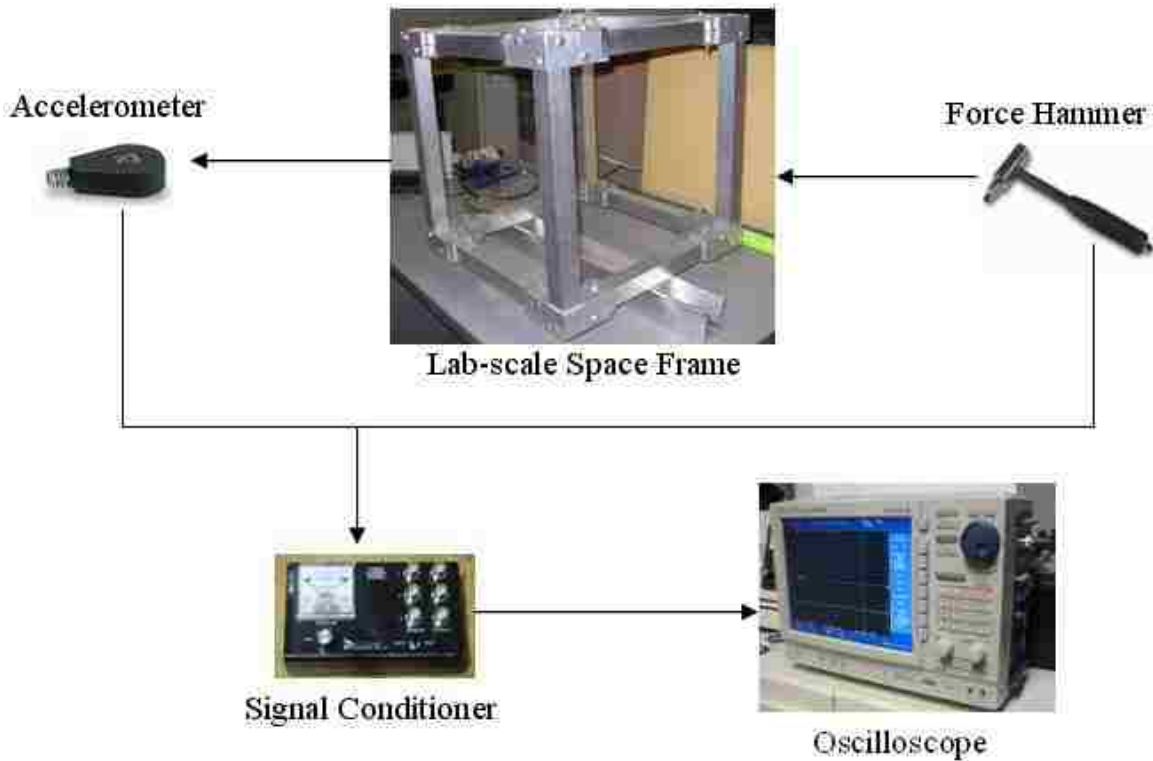 Accelerometer
Force Hammer
Lab-scale Space Frame
Signal Conditioner
Oscilloscope